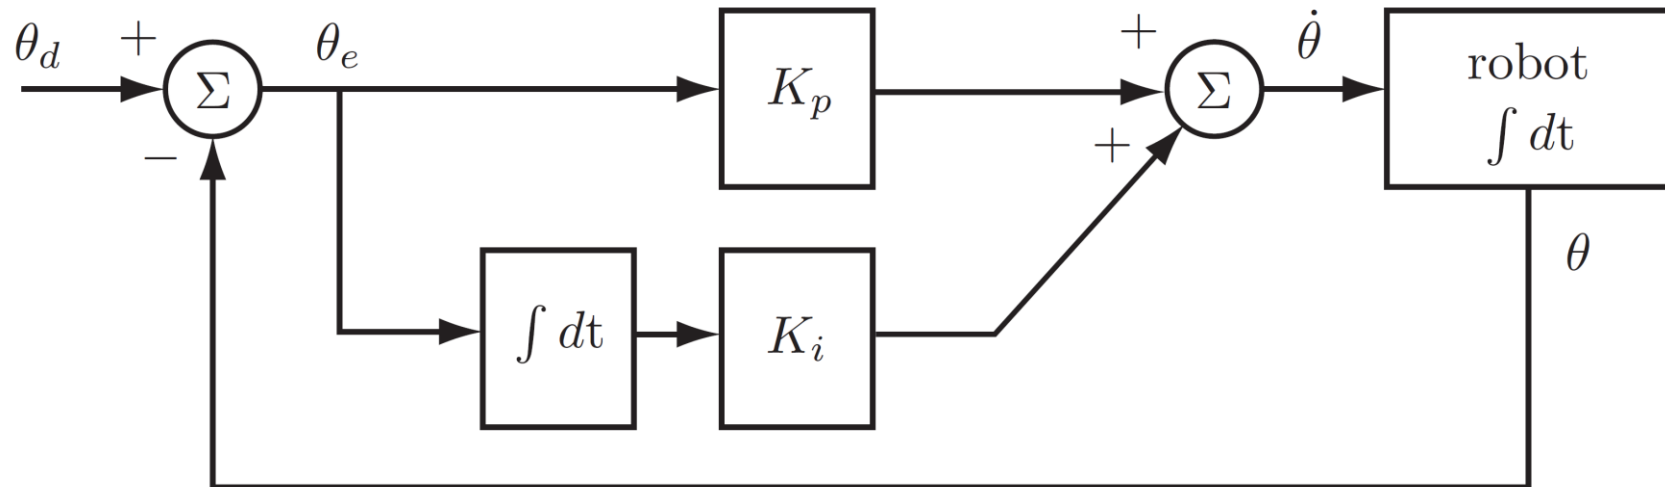 θ_d
+
Σ
−
θ_e
K_p
∫ dt
K_i
+
+
Σ
θ̇
robot
∫ dt
θ